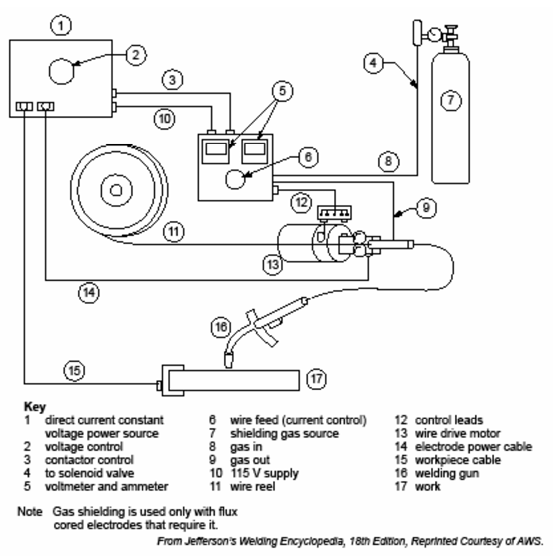 1
2
3
10
5
6
4
7
8
12
9
11
13
14
16
15
17
Key
1 direct current constant
voltage power source
2 voltage control
3 contactor control
4 to solenoid valve
5 voltmeter and ammeter
6 wire feed (current control)
7 shielding gas source
8 gas in
9 gas out
10 115 V supply
11 wire reel
12 control leads
13 wire drive motor
14 electrode power cable
15 workpiece cable
16 welding gun
17 work
Note Gas shielding is used only with flux
cored electrodes that require it.
From Jefferson's Welding Encyclopedia, 18th Edition, Reprinted Courtesy of AWS.